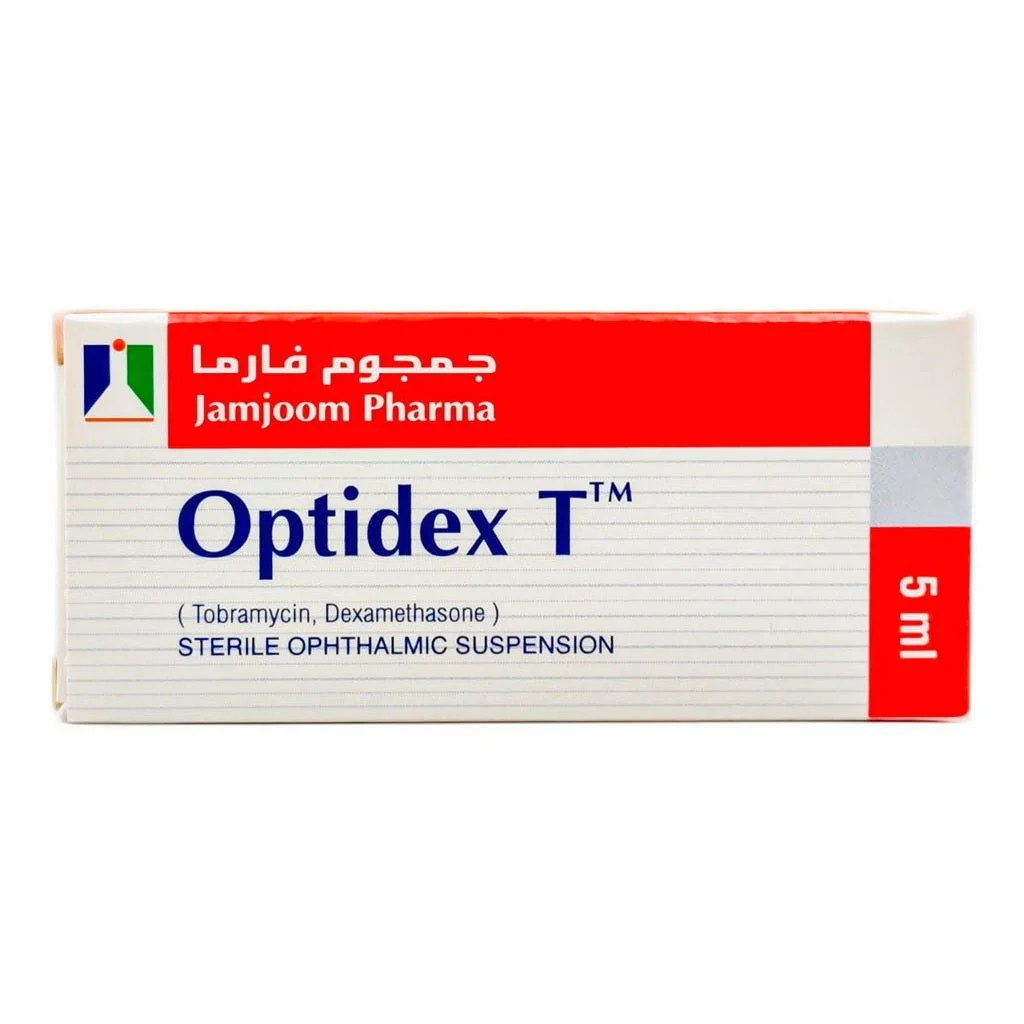 جمجوم فارما
Jamjoom Pharma
Optidex T™
( Tobramycin, Dexamethasone )
STERILE OPHTHALMIC SUSPENSION
5 ml